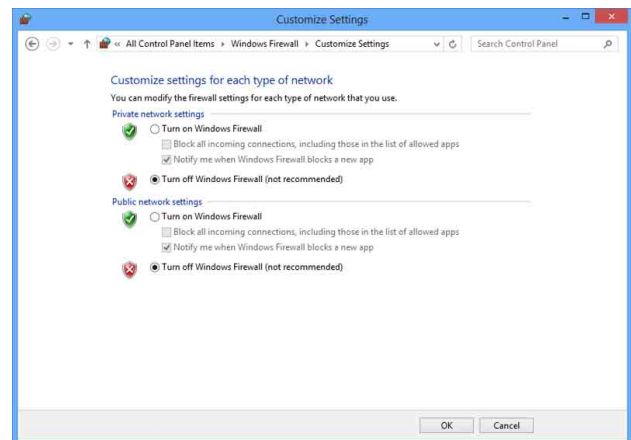 Customize Settings
« All Control Panel Items ▸ Windows Firewall ▸ Customize Settings
Search Control Panel
Customize settings for each type of network
You can modify the firewall settings for each type of network that you use.
Private network settings
Turn on Windows Firewall
Block all incoming connections, including those in the list of allowed apps
Notify me when Windows Firewall blocks a new app
Turn off Windows Firewall (not recommended)
Public network settings
Turn on Windows Firewall
Block all incoming connections, including those in the list of allowed apps
Notify me when Windows Firewall blocks a new app
Turn off Windows Firewall (not recommended)
OK Cancel